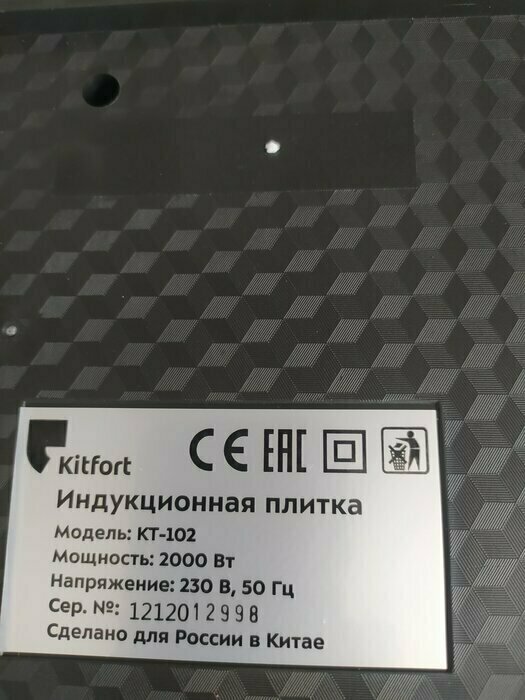 Kitfort
CE EAC
Индукционная плитка
Модель: КТ-102
Мощность: 2000 Вт
Напряжение: 230 В, 50 Гц
Сер. №: 1212012998
Сделано для России в Китае